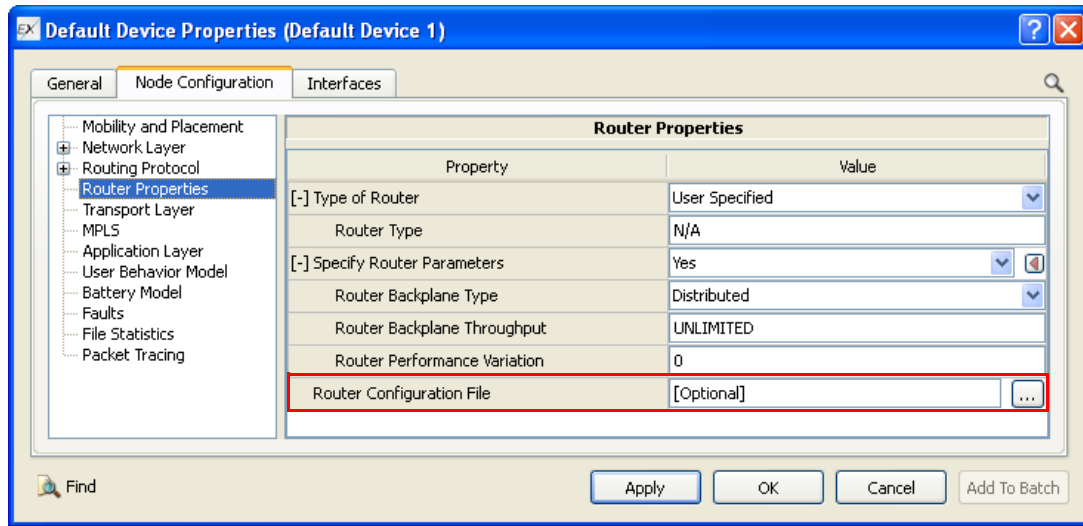 EX Default Device Properties (Default Device 1)
General Node Configuration Interfaces
Mobility and Placement
Network Layer
Routing Protocol
Router Properties
Transport Layer
MPLS
Application Layer
User Behavior Model
Battery Model
Faults
File Statistics
Packet Tracing
Router Properties
Property Value
[-] Type of Router User Specified
Router Type N/A
[-] Specify Router Parameters Yes
Router Backplane Type Distributed
Router Backplane Throughput UNLIMITED
Router Performance Variation 0
Router Configuration File [Optional] ...
Find Apply OK Cancel Add To Batch